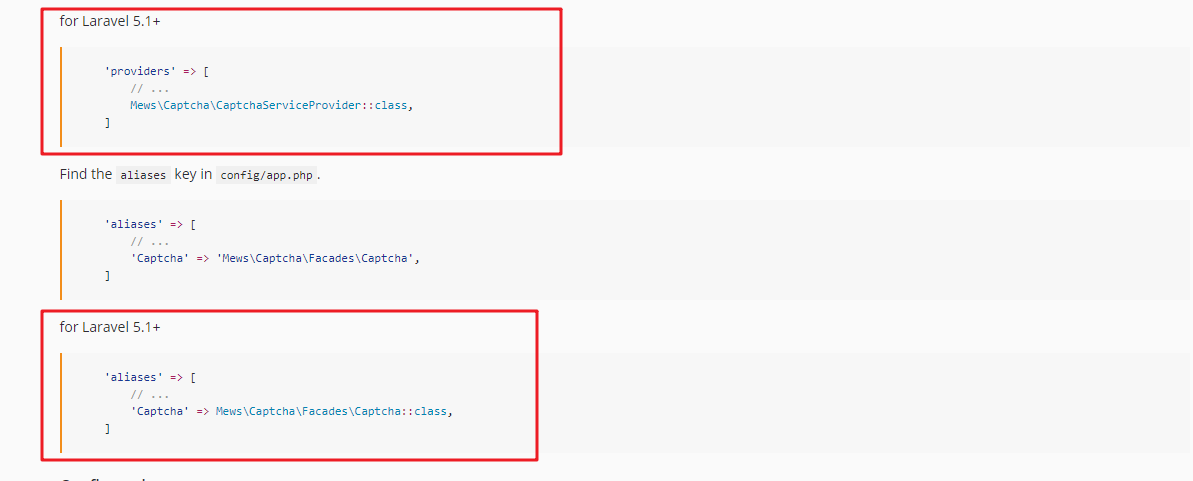 for Laravel 5.1+
'providers' => [
// ...
Mews\Captcha\CaptchaServiceProvider::class,
]
Find the aliases key in config/app.php.
'aliases' => [
// ...
'Captcha' => 'Mews\Captcha\Facades\Captcha',
]
for Laravel 5.1+
'aliases' => [
// ...
'Captcha' => Mews\Captcha\Facades\Captcha::class,
]